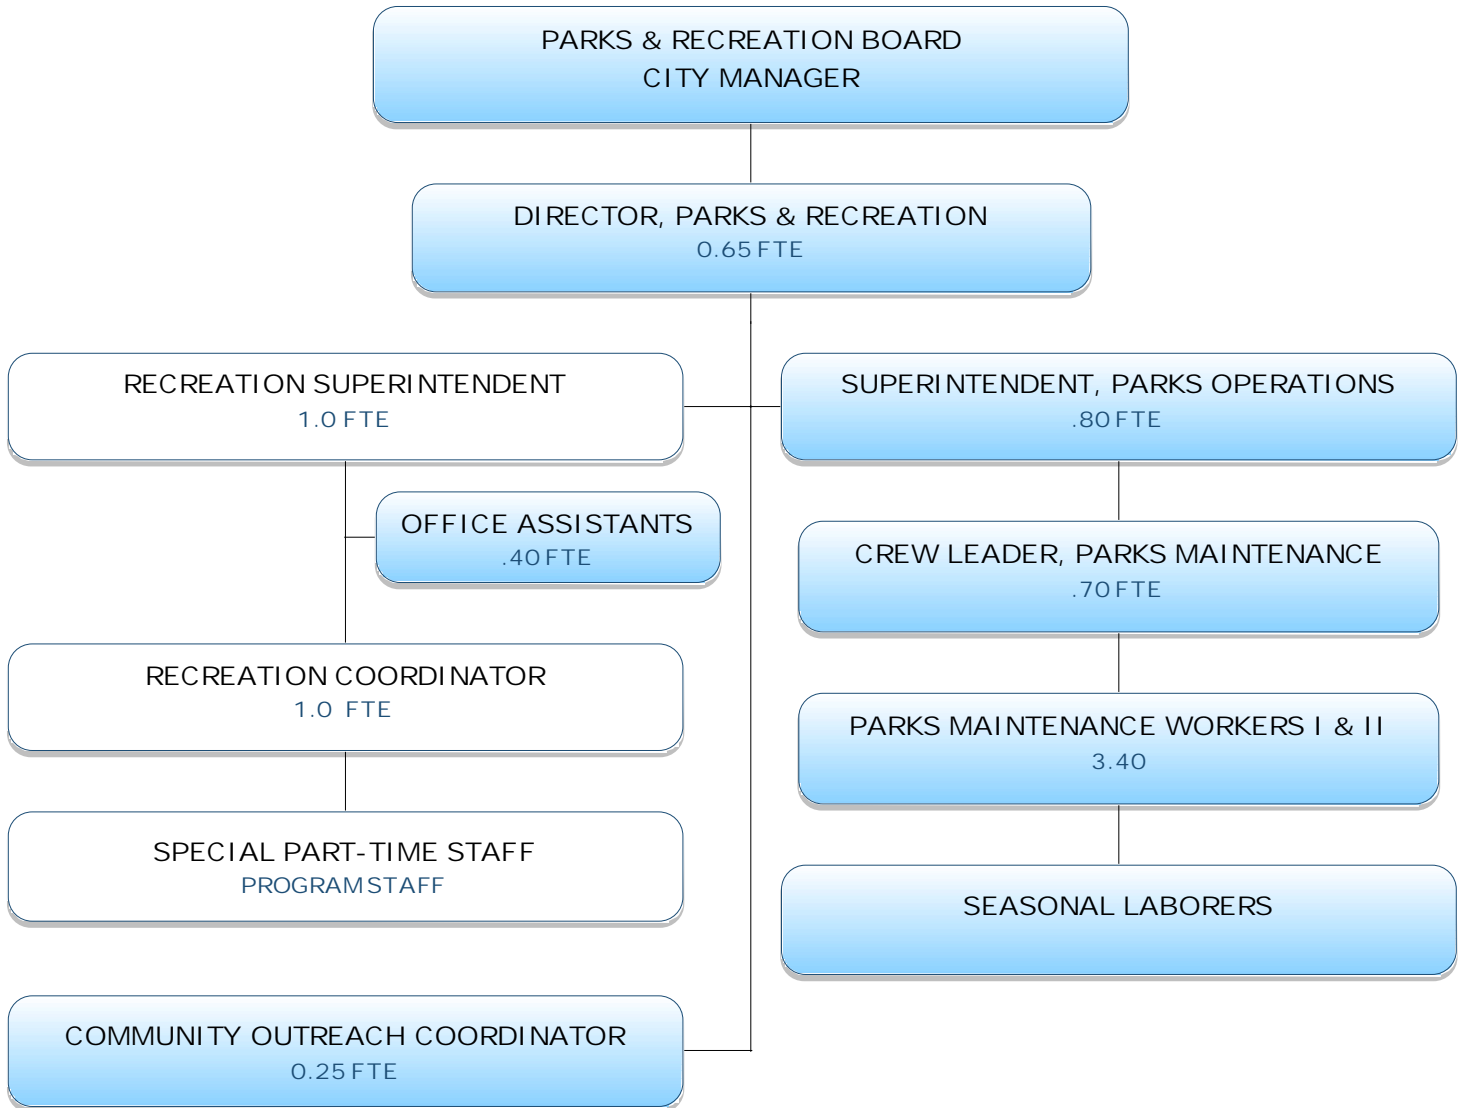 PARKS & RECREATION BOARD
CITY MANAGER
DIRECTOR, PARKS & RECREATION
0.65 FTE
RECREATION SUPERINTENDENT
1.0 FTE
SUPERINTENDENT, PARKS OPERATIONS
.80 FTE
OFFICE ASSISTANTS
.40 FTE
CREW LEADER, PARKS MAINTENANCE
.70 FTE
RECREATION COORDINATOR
1.0 FTE
PARKS MAINTENANCE WORKERS I & II
3.40
SPECIAL PART-TIME STAFF
PROGRAM STAFF
SEASONAL LABORERS
COMMUNITY OUTREACH COORDINATOR
0.25 FTE